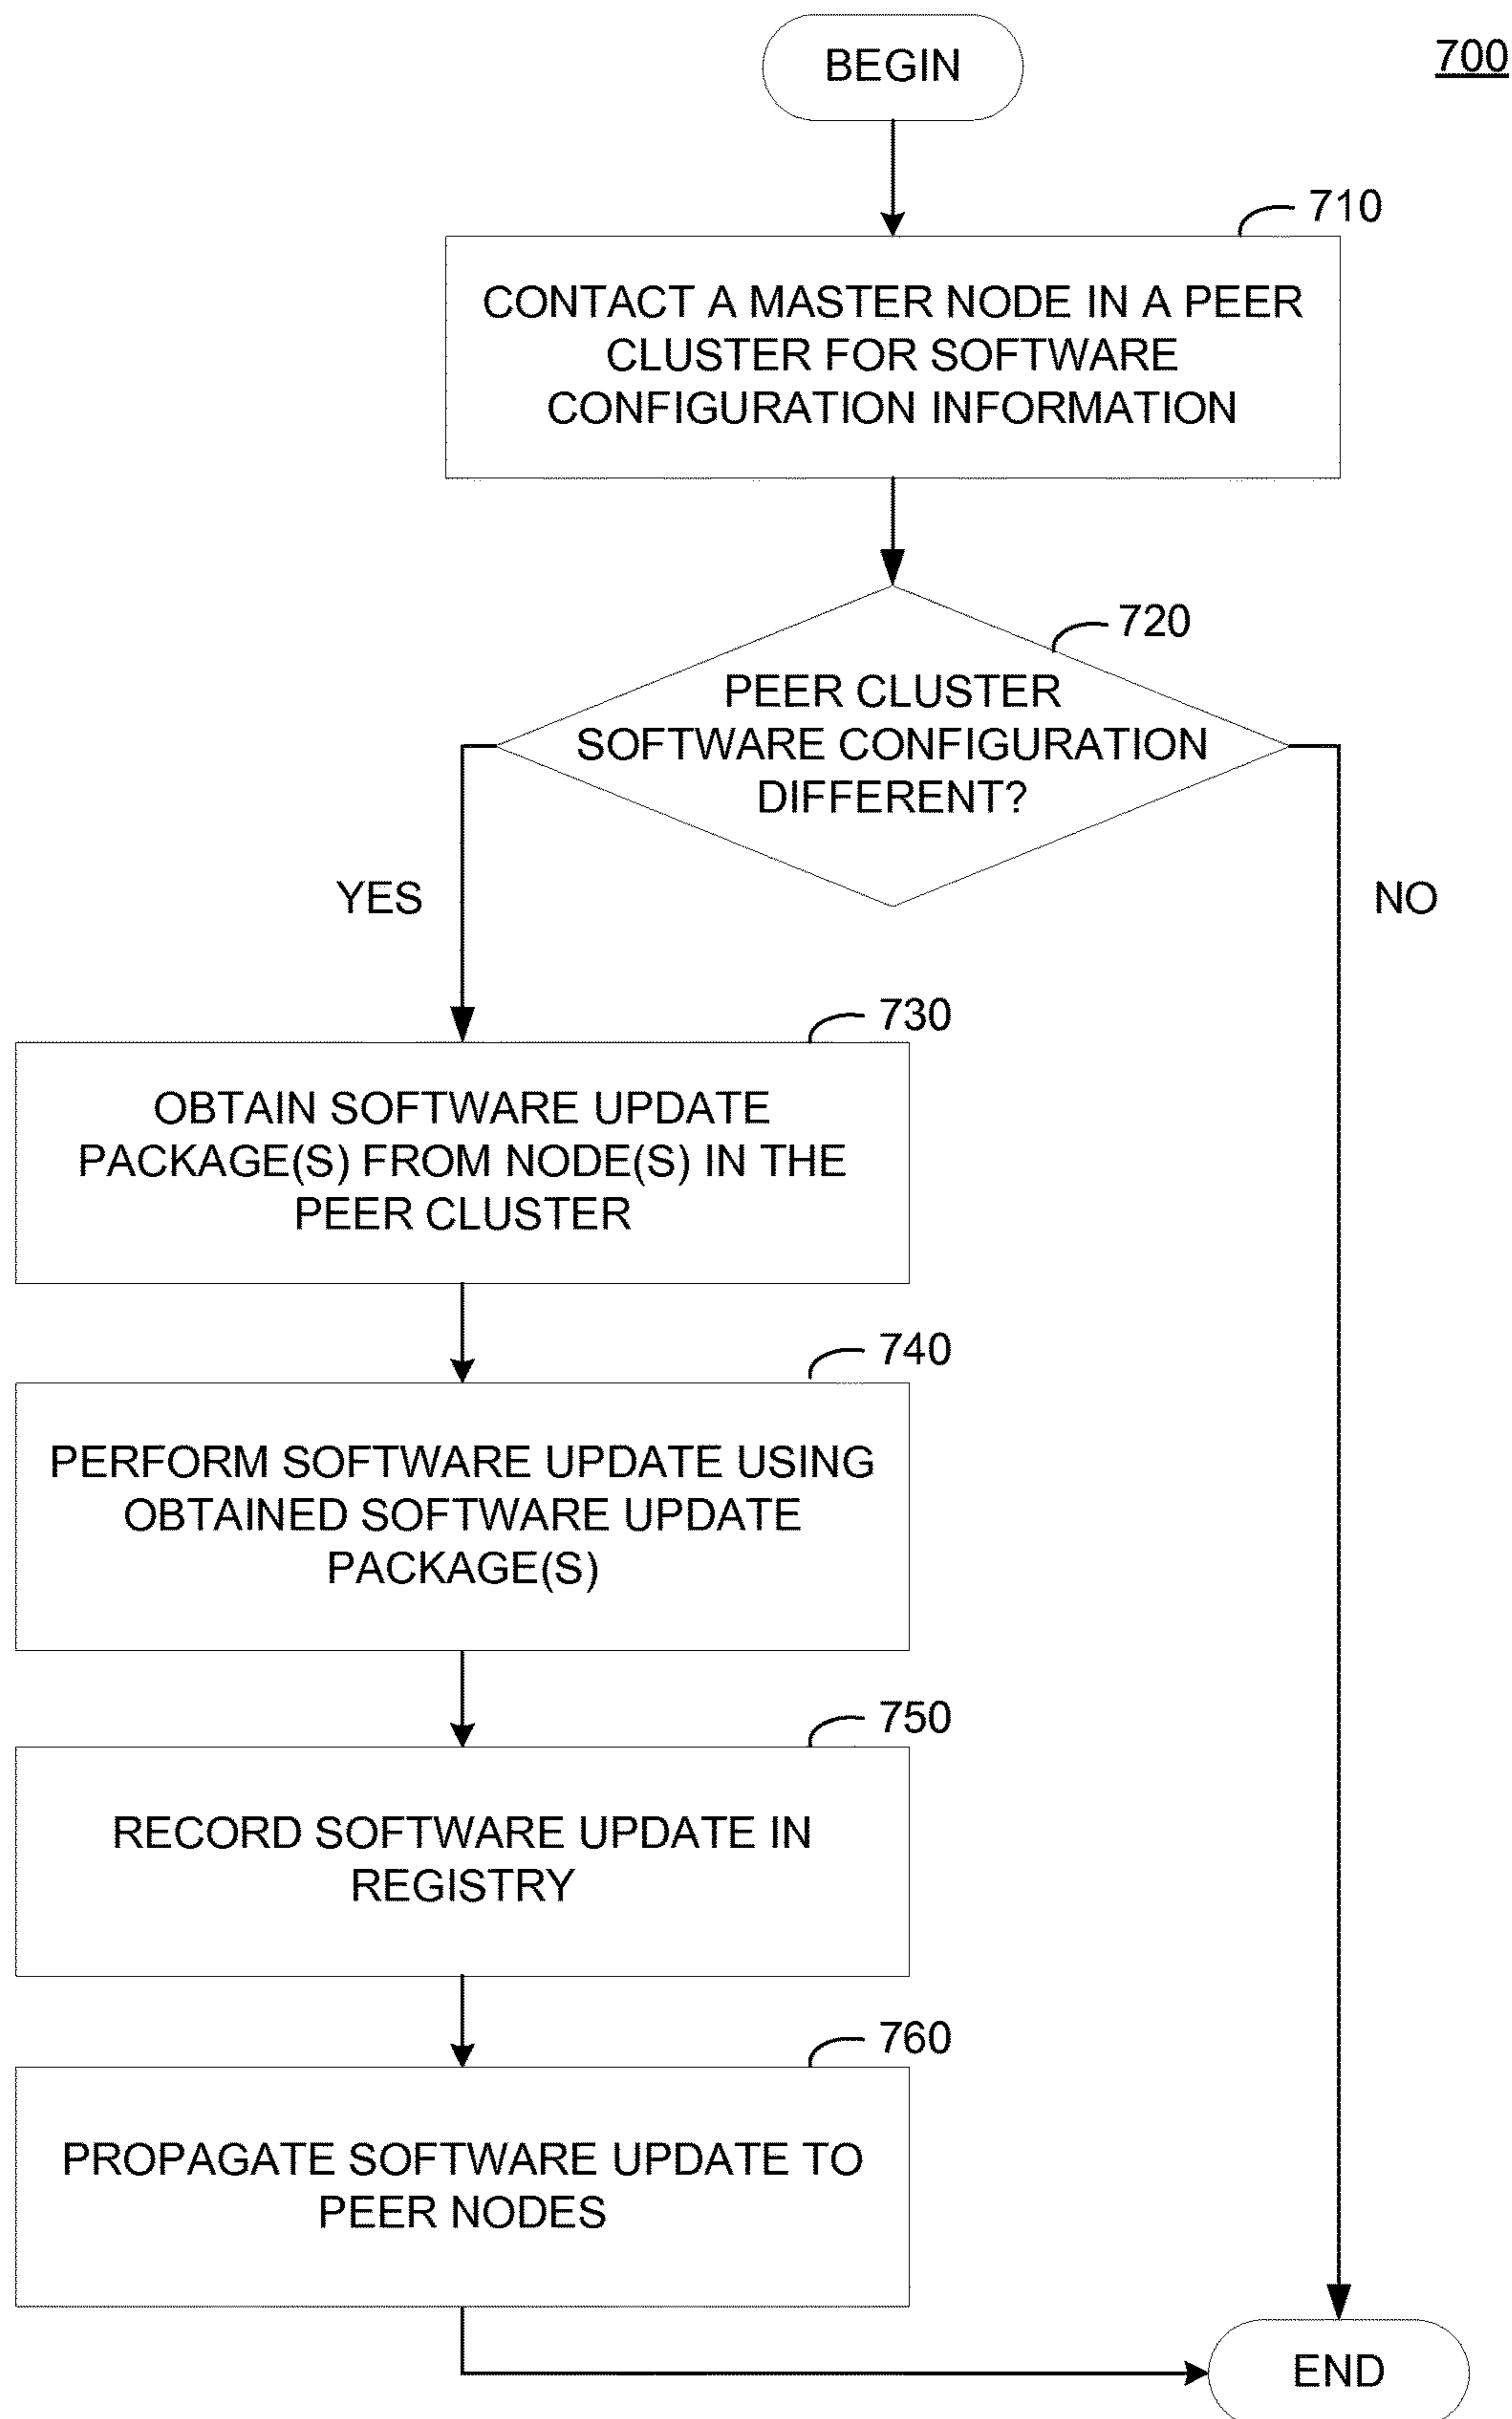 BEGIN
700
710
CONTACT A MASTER NODE IN A PEER
CLUSTER FOR SOFTWARE
CONFIGURATION INFORMATION
720
PEER CLUSTER
SOFTWARE CONFIGURATION
DIFFERENT?
YES
NO
730
OBTAIN SOFTWARE UPDATE
PACKAGE(S) FROM NODE(S) IN THE
PEER CLUSTER
740
PERFORM SOFTWARE UPDATE USING
OBTAINED SOFTWARE UPDATE
PACKAGE(S)
750
RECORD SOFTWARE UPDATE IN
REGISTRY
760
PROPAGATE SOFTWARE UPDATE TO
PEER NODES
END